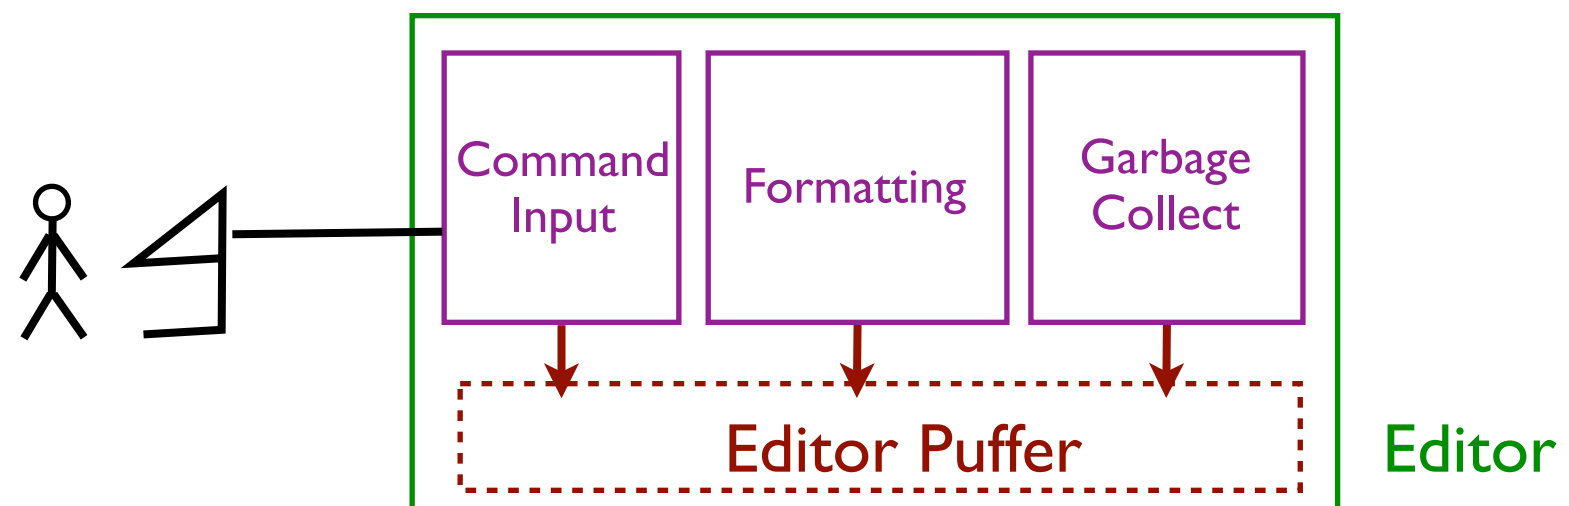 Command
Input
Formatting
Garbage
Collect
Editor Puffer
Editor